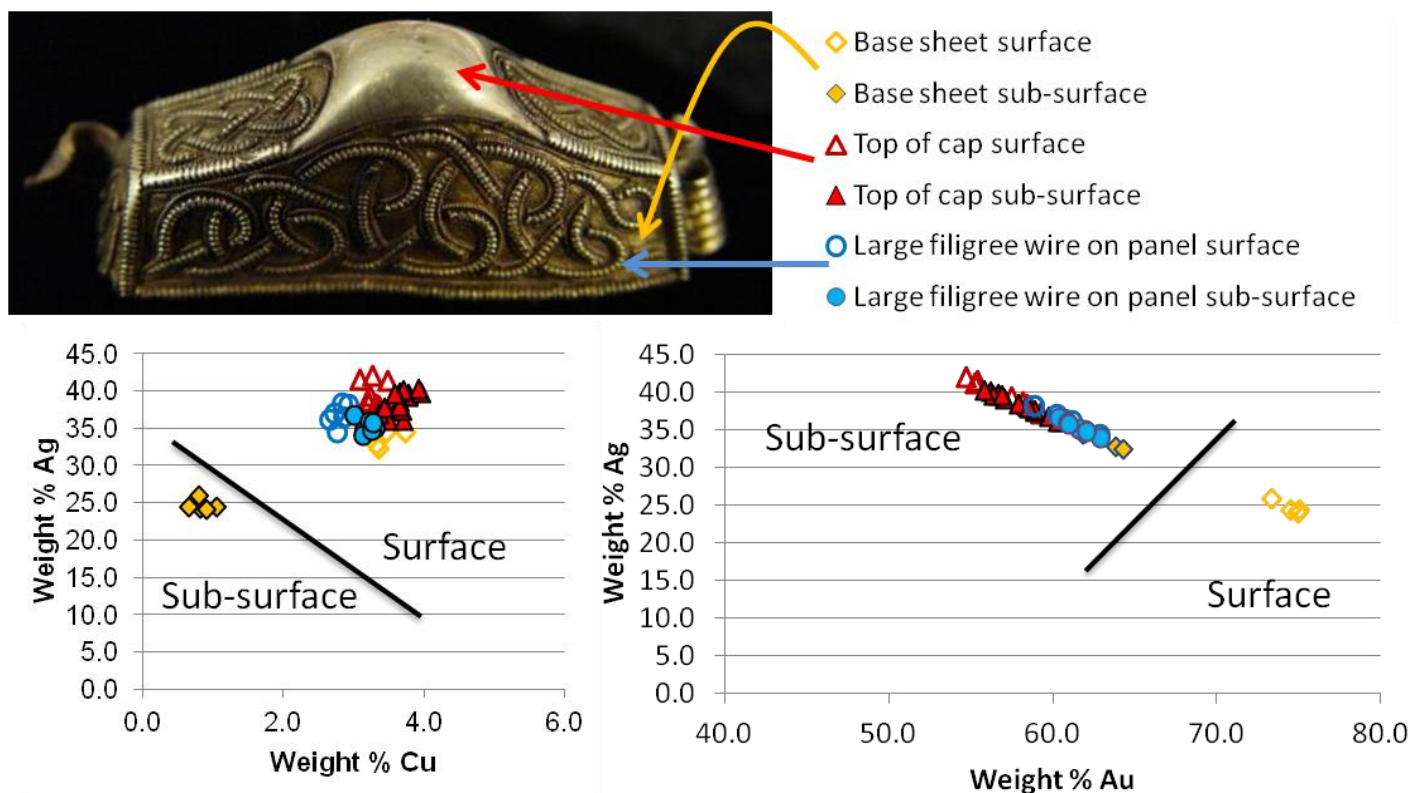 Base sheet surface
Base sheet sub-surface
Top of cap surface
Top of cap sub-surface
Large filigree wire on panel surface
Large filigree wire on panel sub-surface
Weight % Ag
45.0
40.0
35.0
30.0
25.0
20.0
15.0
10.0
5.0
0.0
Surface
Sub-surface
0.0 2.0 4.0 6.0
Weight % Cu
Weight % Ag
45.0
40.0
35.0
30.0
25.0
20.0
15.0
10.0
5.0
0.0
Sub-surface
Surface
40.0 50.0 60.0 70.0 80.0
Weight % Au